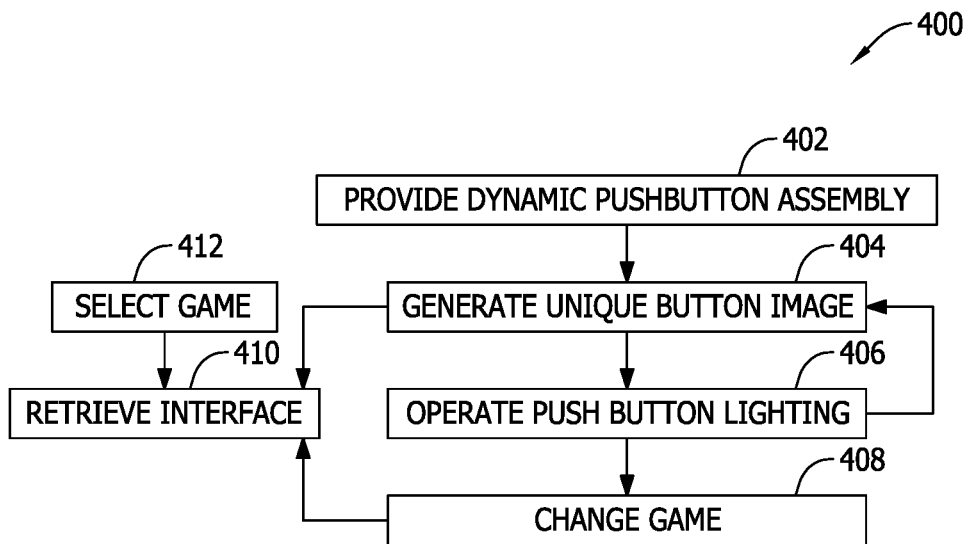 400
402
PROVIDE DYNAMIC PUSHBUTTON ASSEMBLY
412
404
SELECT GAME
GENERATE UNIQUE BUTTON IMAGE
410
406
RETRIEVE INTERFACE
OPERATE PUSH BUTTON LIGHTING
408
CHANGE GAME